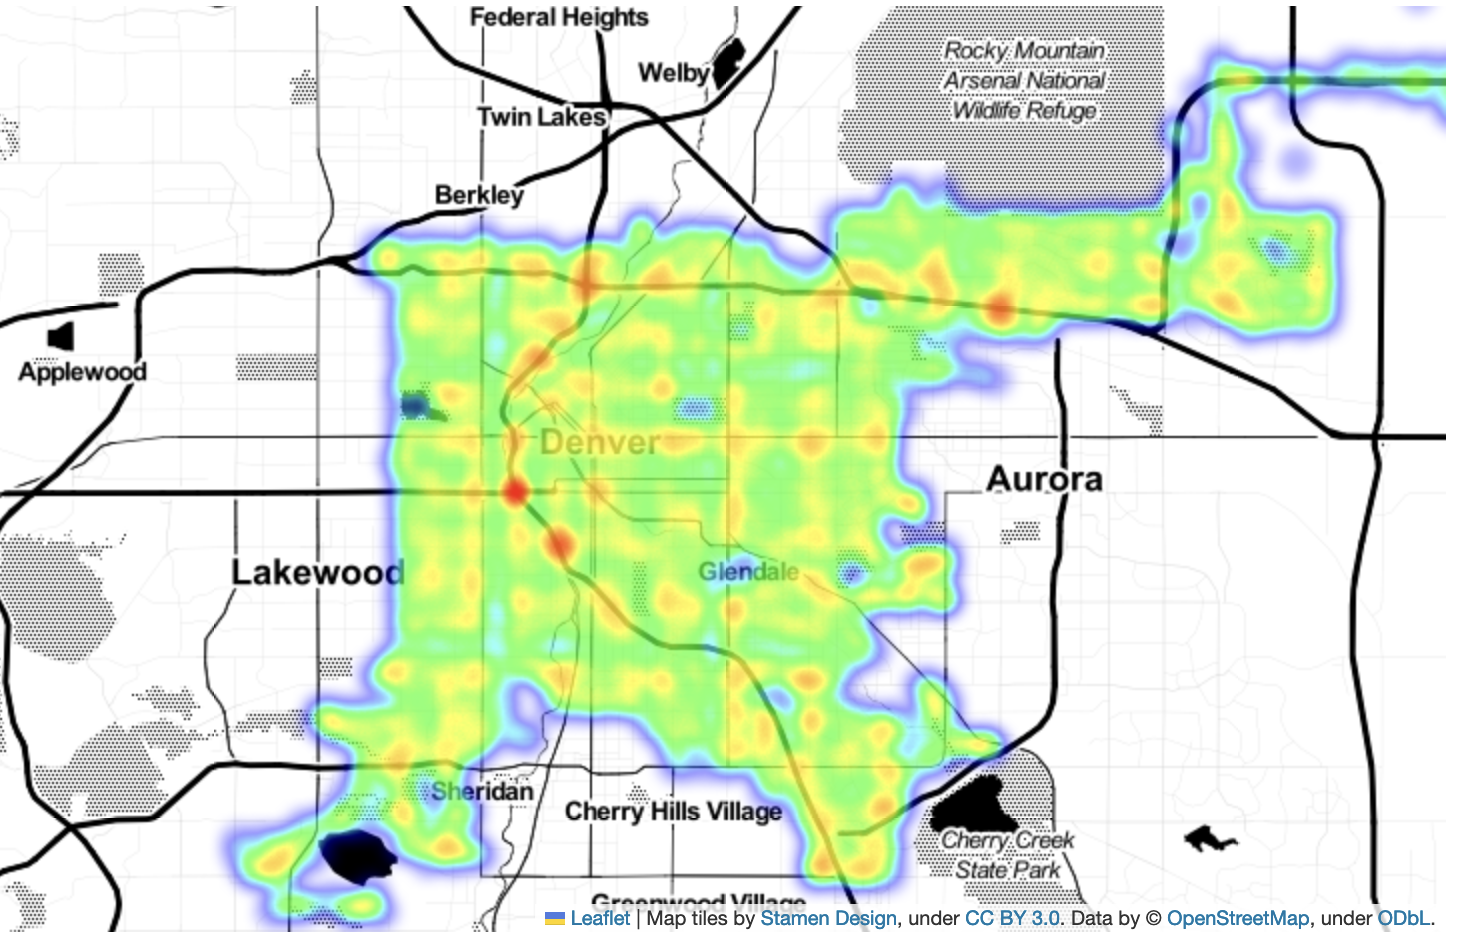 Federal Heights
Rocky Mountain
Arsenal National
Wildlife Refuge
Welby
Twin Lakes
Berkley
Applewood
Denver
Aurora
Lakewood
Glendale
Sheridan
Cherry Hills Village
Cherry Creek
State Park
Greenwood Village
Leaflet | Map tiles by Stamen Design, under CC BY 3.0. Data by © OpenStreetMap, under ODbL.